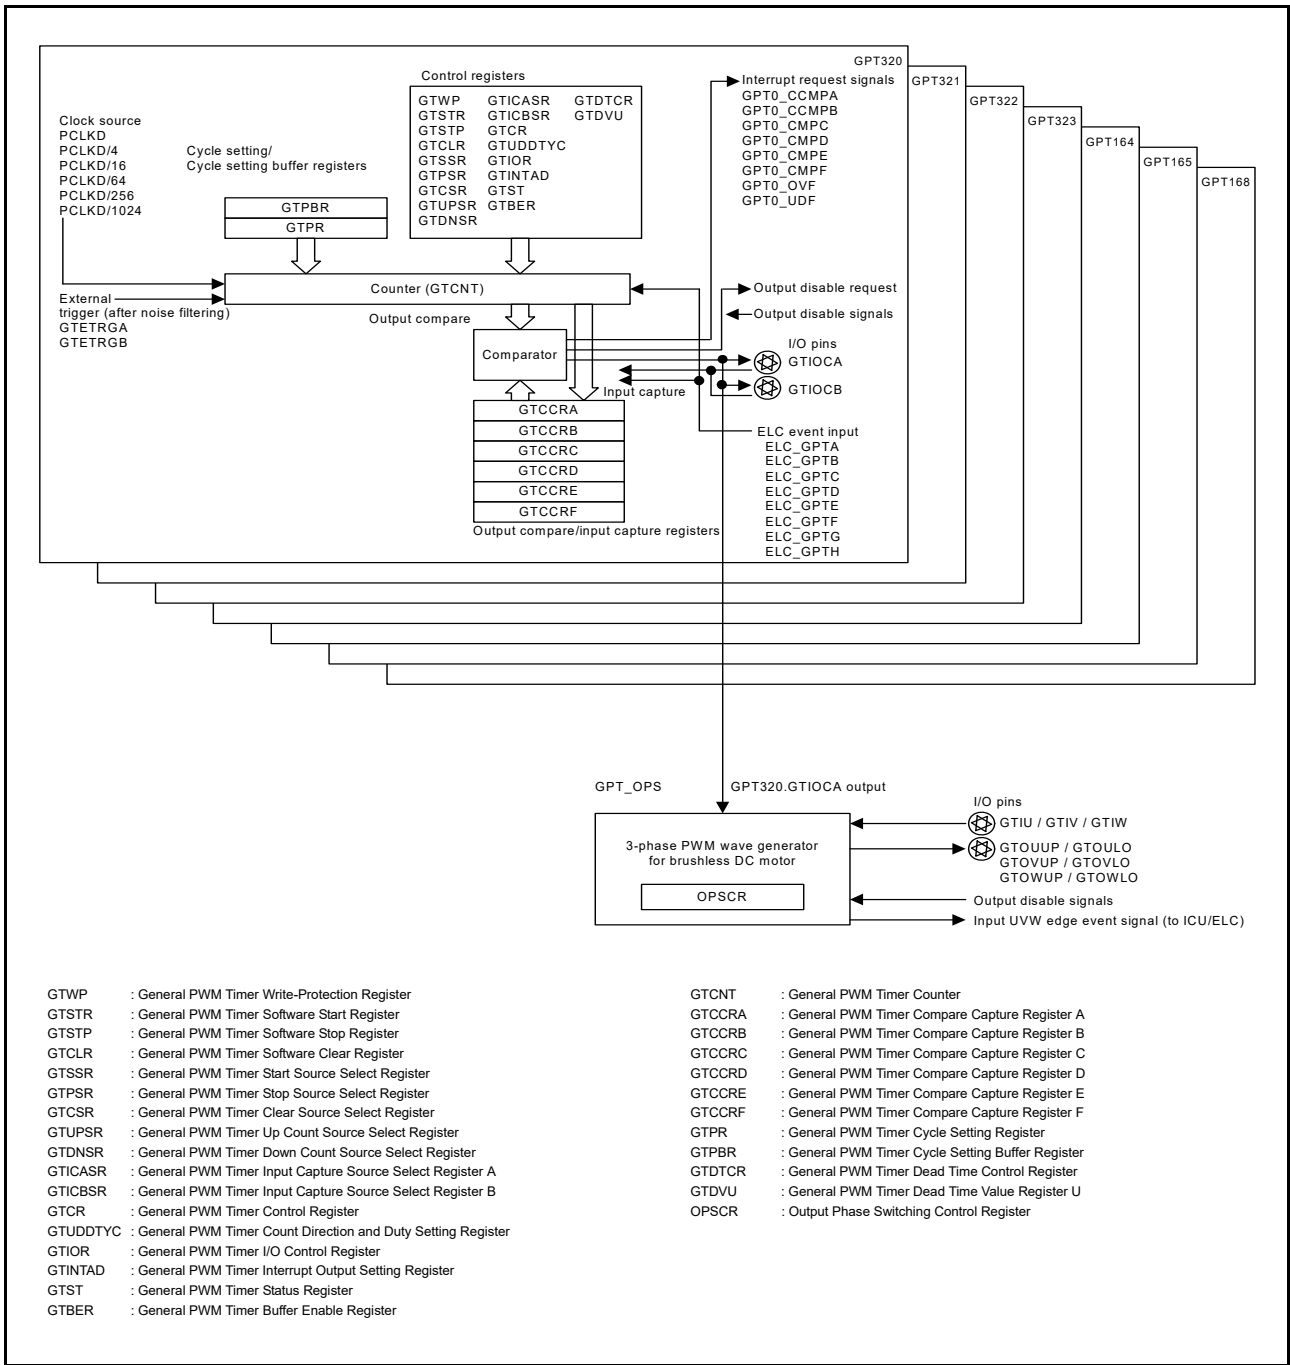 GPT320
GPT321
GPT322
GPT323
GPT164
GPT165
GPT168
Clock source
PCLKD
PCLKD/4
PCLKD/16
PCLKD/64
PCLKD/256
PCLKD/1024
Cycle setting/
Cycle setting buffer registers
GTPBR
GTPR
Control registers
GTWP GTICASR GTDTCR
GTSTR GTICBSR GTDVU
GTSTP GTCR
GTCLR GTUDDTYC
GTSSR GTIOR
GTPSR GTINTAD
GTCSR GTST
GTUPSR GTBER
GTDNSR
Interrupt request signals
GPT0_CCMPA
GPT0_CCMPB
GPT0_CMPC
GPT0_CMPD
GPT0_CMPE
GPT0_CMPF
GPT0_OVF
GPT0_UDF
Counter (GTCNT)
External
trigger (after noise filtering)
GTETRGA
GTETRGB
Output compare
Comparator
Output disable request
Output disable signals
I/O pins
GTIOCA
GTIOCB
Input capture
GTCCRA
GTCCRB
GTCCRC
GTCCRD
GTCCRE
GTCCRF
Output compare/input capture registers
ELC event input
ELC_GPTA
ELC_GPTB
ELC_GPTC
ELC_GPTD
ELC_GPTE
ELC_GPTF
ELC_GPTG
ELC_GPTH
GPT_OPS
GPT320.GTIOCA output
3-phase PWM wave generator
for brushless DC motor
OPSCR
I/O pins
GTIU / GTIV / GTIW
GTOUUP / GTOULO
GTOVUP / GTOVLO
GTOWUP / GTOWLO
Output disable signals
Input UVW edge event signal (to ICU/ELC)
GTWP : General PWM Timer Write-Protection Register
GTSTR : General PWM Timer Software Start Register
GTSTP : General PWM Timer Software Stop Register
GTCLR : General PWM Timer Software Clear Register
GTSSR : General PWM Timer Start Source Select Register
GTPSR : General PWM Timer Stop Source Select Register
GTCSR : General PWM Timer Clear Source Select Register
GTUPSR : General PWM Timer Up Count Source Select Register
GTDNSR : General PWM Timer Down Count Source Select Register
GTICASR : General PWM Timer Input Capture Source Select Register A
GTICBSR : General PWM Timer Input Capture Source Select Register B
GTCR : General PWM Timer Control Register
GTUDDTYC : General PWM Timer Count Direction and Duty Setting Register
GTIOR : General PWM Timer I/O Control Register
GTINTAD : General PWM Timer Interrupt Output Setting Register
GTST : General PWM Timer Status Register
GTBER : General PWM Timer Buffer Enable Register
GTCNT : General PWM Timer Counter
GTCCRA : General PWM Timer Compare Capture Register A
GTCCRB : General PWM Timer Compare Capture Register B
GTCCRC : General PWM Timer Compare Capture Register C
GTCCRD : General PWM Timer Compare Capture Register D
GTCCRE : General PWM Timer Compare Capture Register E
GTCCRF : General PWM Timer Compare Capture Register F
GTPR : General PWM Timer Cycle Setting Register
GTPBR : General PWM Timer Cycle Setting Buffer Register
GTDTCR : General PWM Timer Dead Time Control Register
GTDVU : General PWM Timer Dead Time Value Register U
OPSCR : Output Phase Switching Control Register